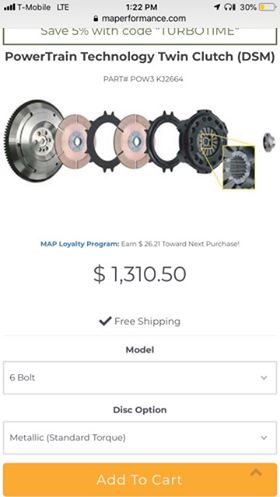 T-Mobile LTE
1:22 PM
30%
maperformance.com
Save 5% with code "TURBOTIME"
PowerTrain Technology Twin Clutch (DSM)
PART# POW3 KJ2664
MAP Loyalty Program: Earn $ 26.21 Toward Next Purchase!
$ 1,310.50
Free Shipping
Model
6 Bolt
Disc Option
Metallic (Standard Torque)
Add To Cart